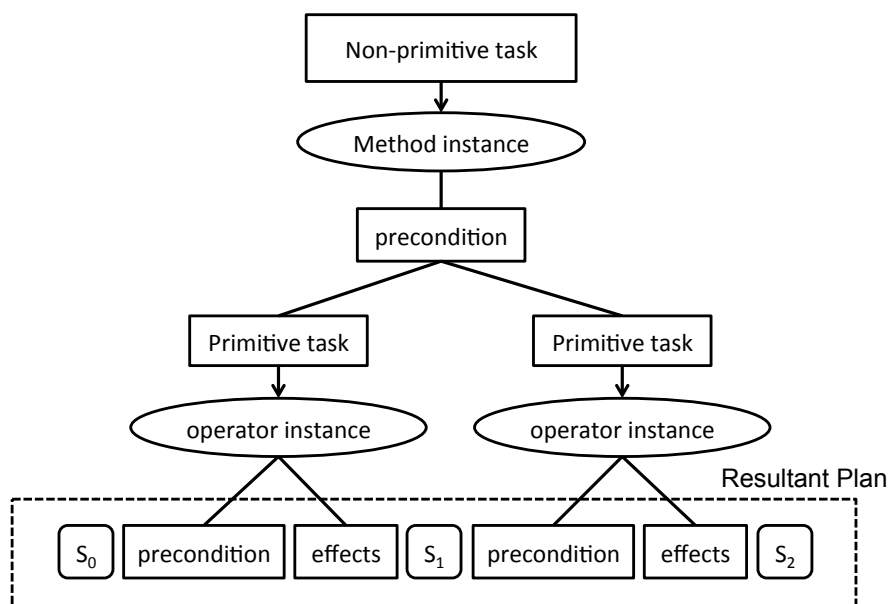 Non-primitive task
Method instance
precondition
Primitive task Primitive task
operator instance operator instance
Resultant Plan
S0 precondition effects S1 precondition effects S2